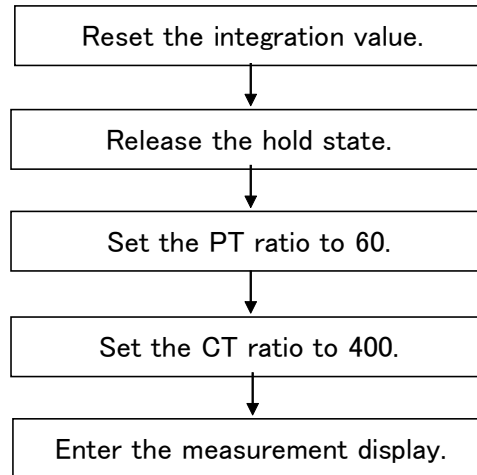 Reset the integration value.
Release the hold state.
Set the PT ratio to 60.
Set the CT ratio to 400.
Enter the measurement display.